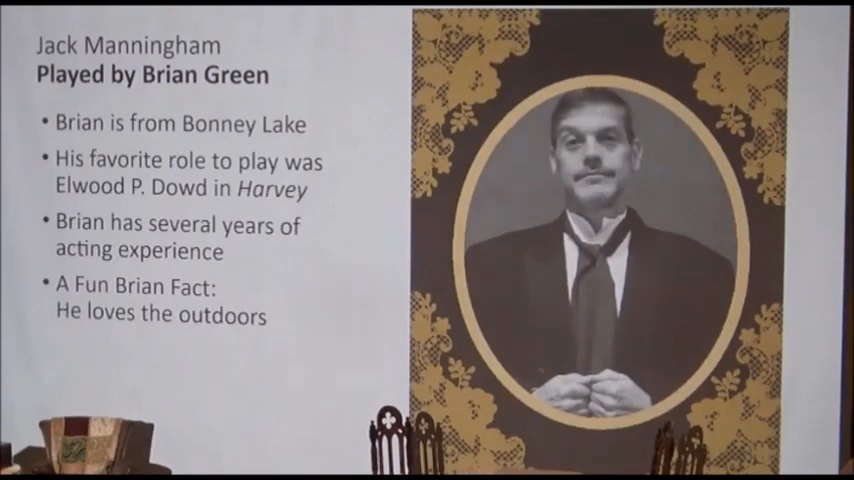 Jack Manningham
Played by Brian Green
• Brian is from Bonney Lake
• His favorite role to play was
Elwood P. Dowd in Harvey
• Brian has several years of
acting experience
• A Fun Brian Fact:
He loves the outdoors